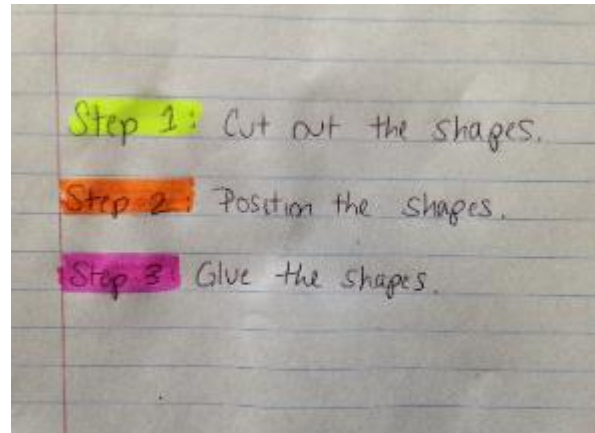 Step 1: Cut out the shapes.
Step 2: Position the shapes.
Step 3: Glue the shapes.